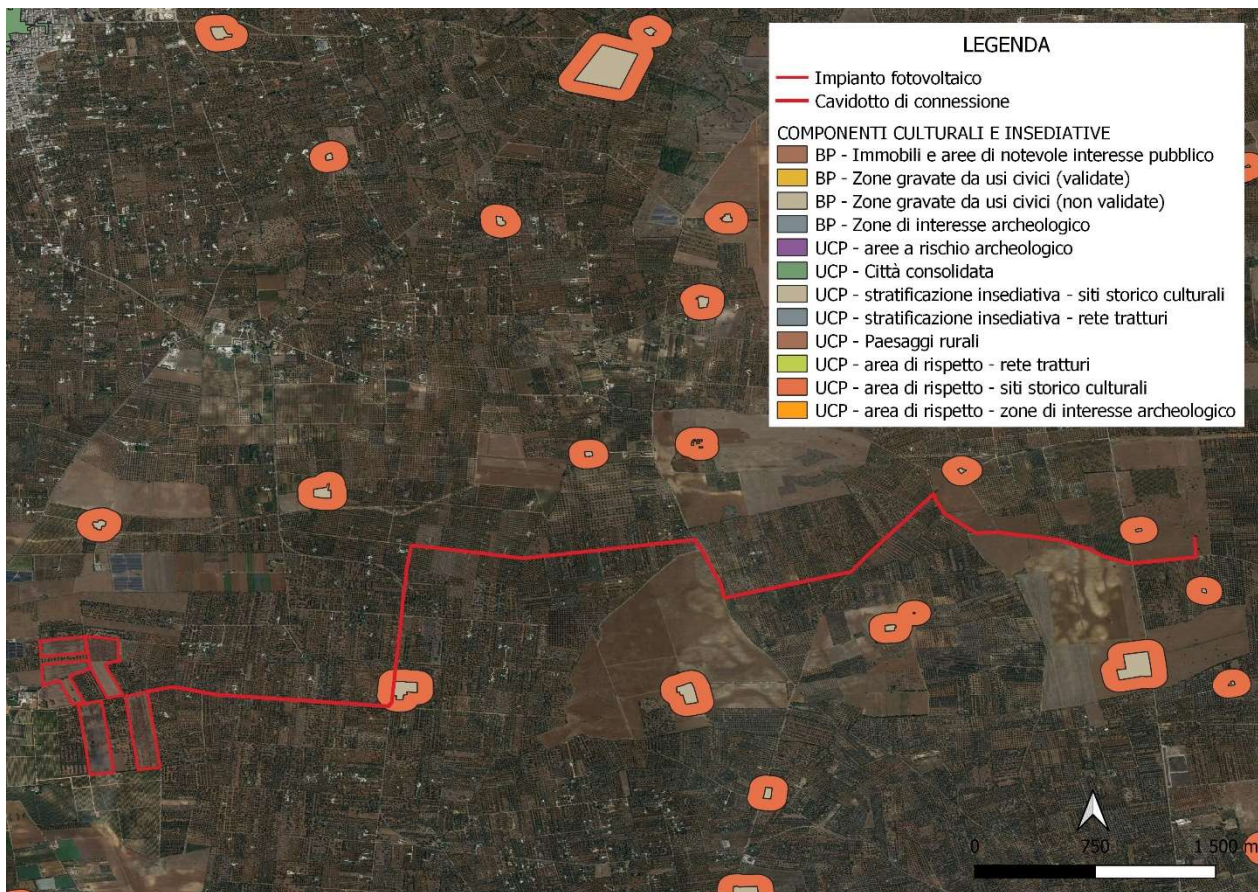 LEGENDA
Impianto fotovoltaico
Cavidotto di connessione
COMPONENTI CULTURALI E INSEDIATIVE
BP - Immobili e aree di notevole interesse pubblico
BP - Zone gravate da usi civici (validate)
BP - Zone gravate da usi civici (non validate)
BP - Zone di interesse archeologico
UCP - aree a rischio archeologico
UCP - Città consolidata
UCP - stratificazione insediativa - siti storico culturali
UCP - stratificazione insediativa - rete tratturi
UCP - Paesaggi rurali
UCP - area di rispetto - rete tratturi
UCP - area di rispetto - siti storico culturali
UCP - area di rispetto - zone di interesse archeologico
0 750 1 500 m